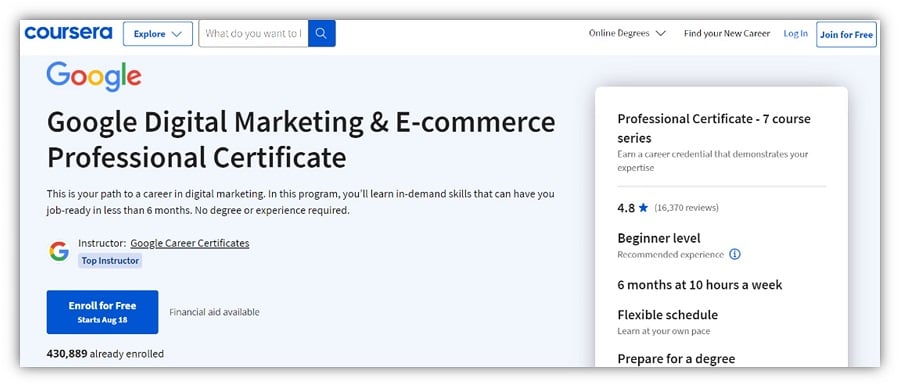 coursera
Explore
What do you want to l
Online Degrees
Find your New Career
Log In
Join for Free
Google
Google Digital Marketing & E-commerce
Professional Certificate
This is your path to a career in digital marketing. In this program, you'll learn in-demand skills that can have you
job-ready in less than 6 months. No degree or experience required.
Instructor: Google Career Certificates
Top Instructor
Enroll for Free
Starts Aug 18
Financial aid available
430,889 already enrolled
Professional Certificate - 7 course
series
Earn a career credential that demonstrates your
expertise
4.8 ★ (16,370 reviews)
Beginner level
Recommended experience
6 months at 10 hours a week
Flexible schedule
Learn at your own pace
Prepare for a degree